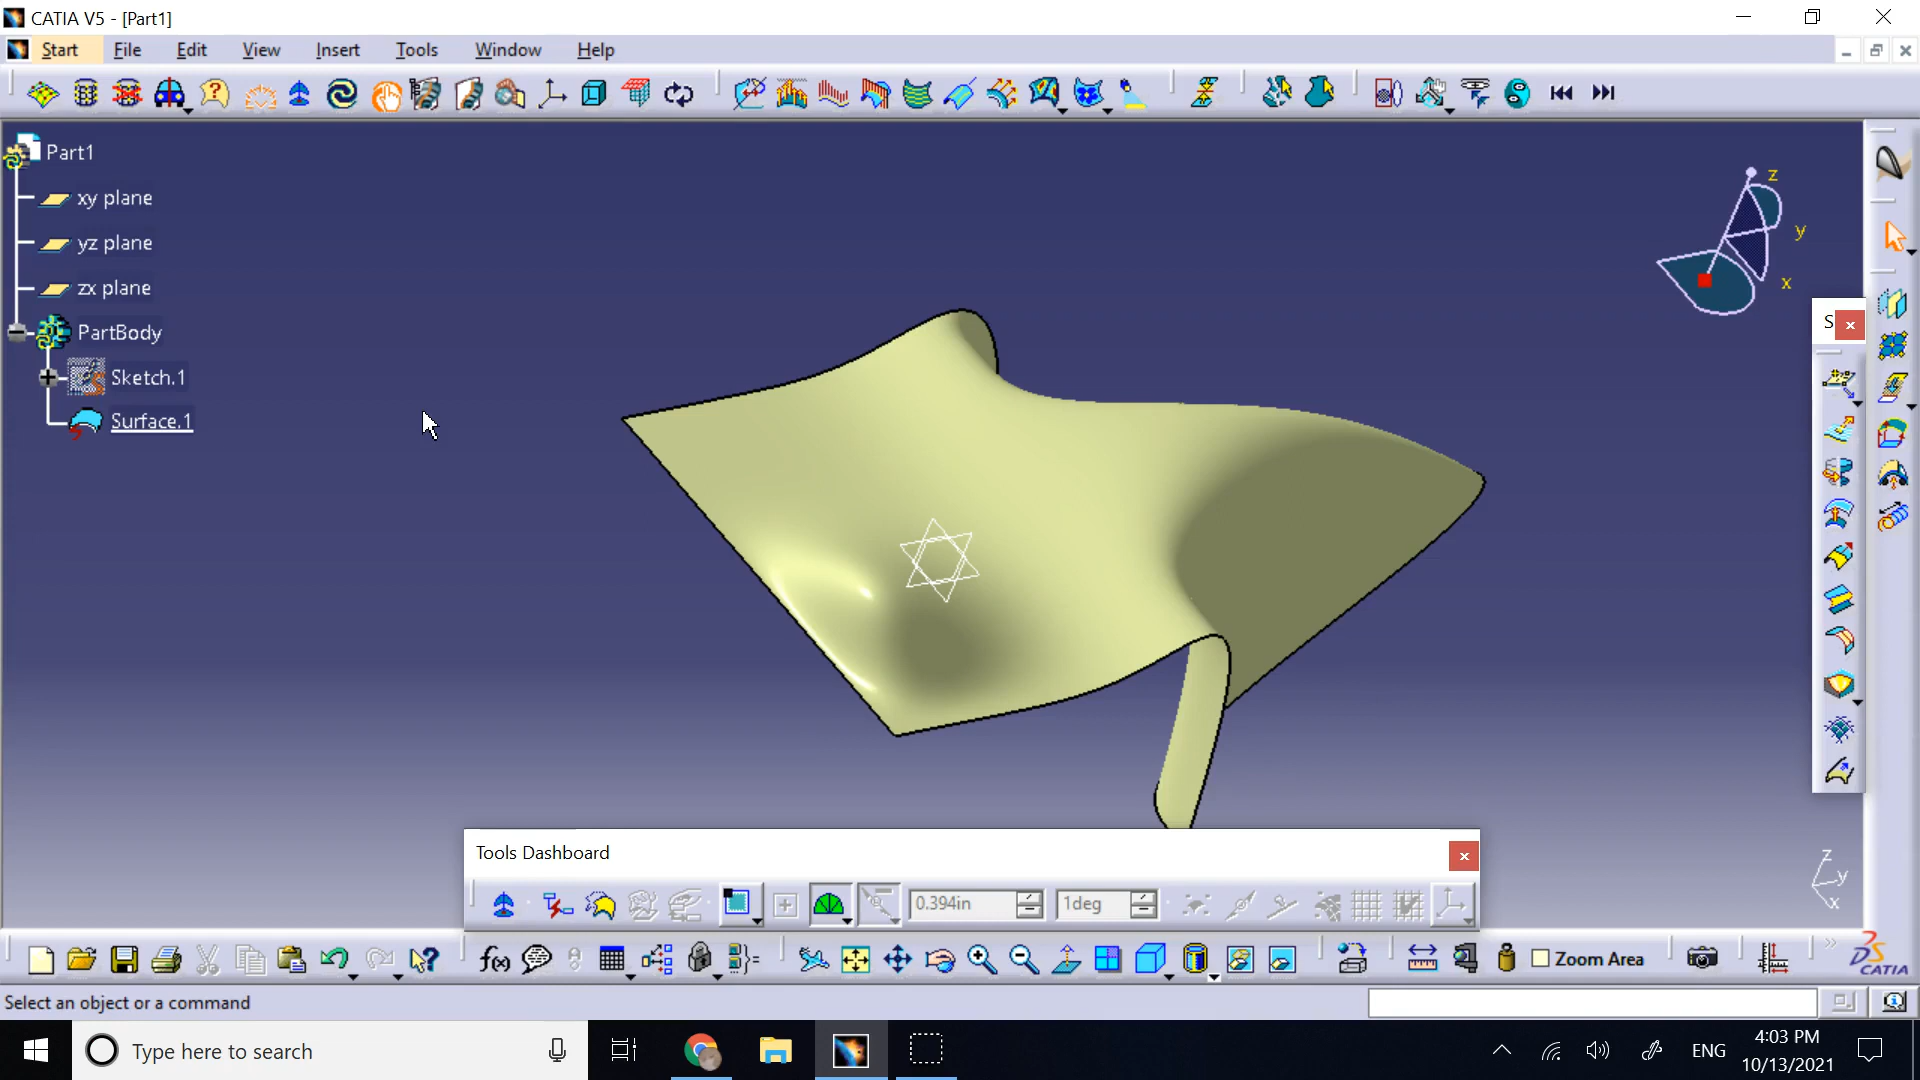 CATIA V5 - [Part1]
Start File Edit View Insert Tools Window Help
Part1
xy plane
yz plane
zx plane
PartBody
Sketch.1
Surface.1
z
y
x
S
Tools Dashboard
0.394in
1deg
z
y
x
f(x)
Zoom Area
DS
CATIA
Select an object or a command
Type here to search
ENG
4:03 PM
10/13/2021